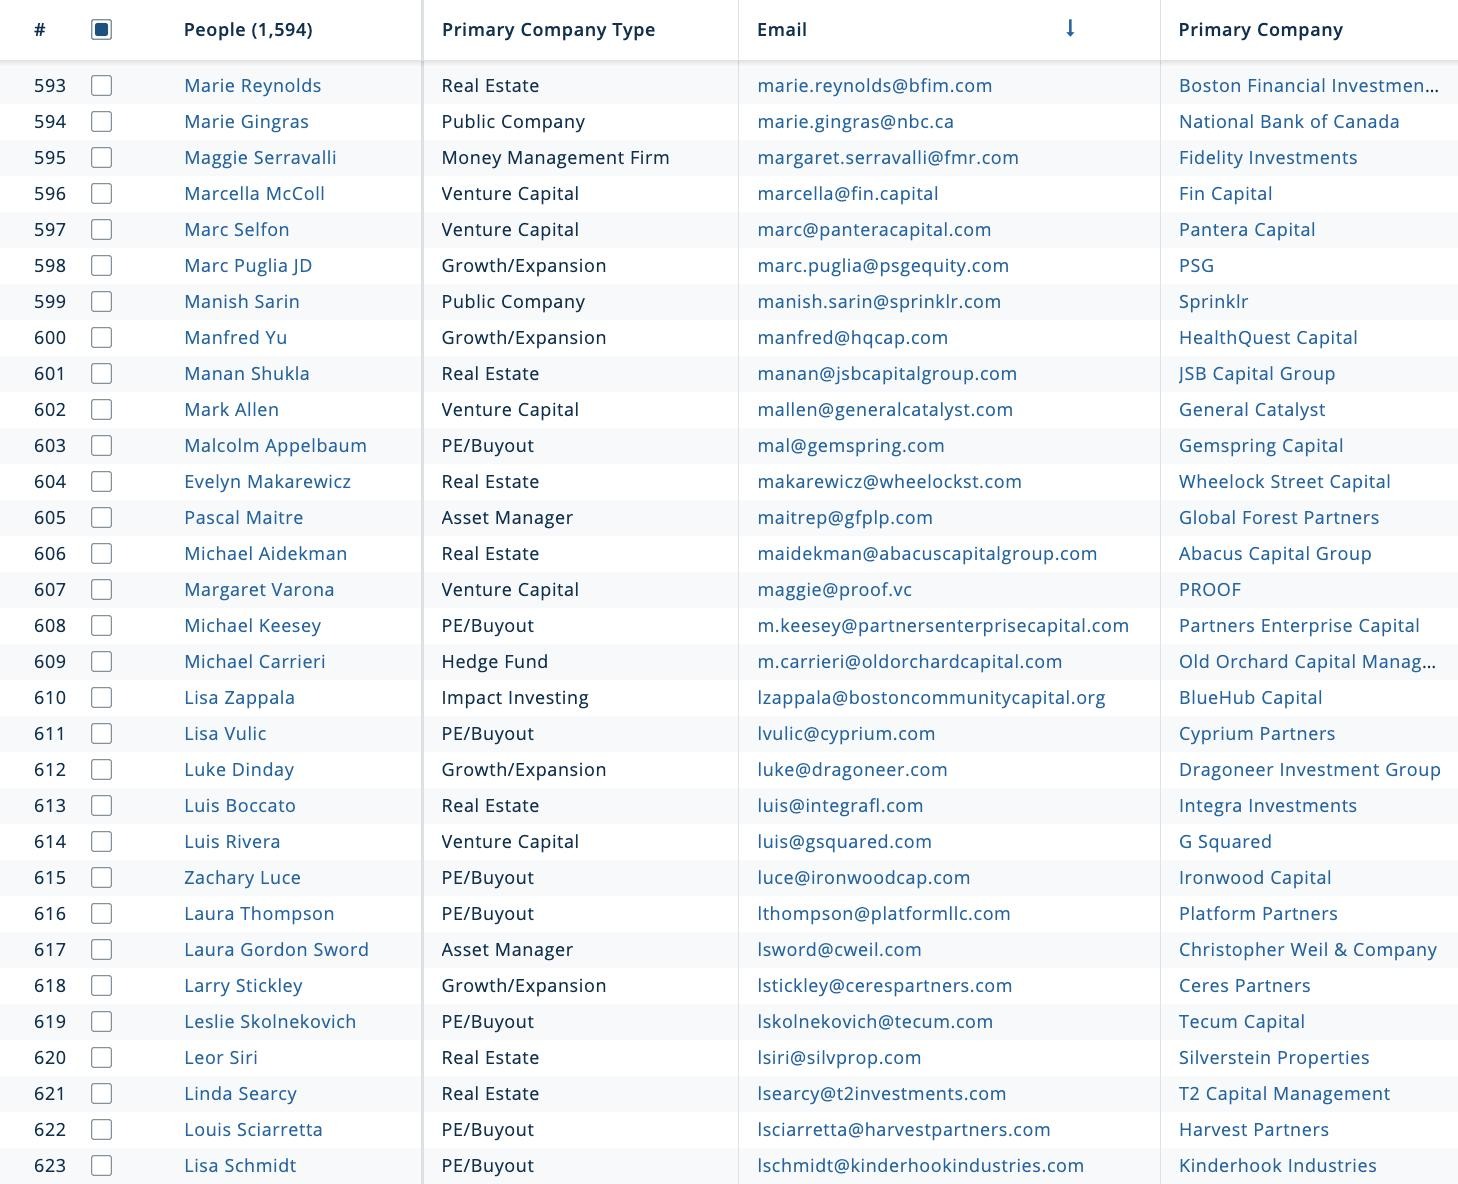 # People (1,594) Primary Company Type Email ↓ Primary Company
593 Marie Reynolds Real Estate marie.reynolds@bfim.com Boston Financial Investmen...
594 Marie Gingras Public Company marie.gingras@nbc.ca National Bank of Canada
595 Maggie Serravalli Money Management Firm margaret.serravalli@fmr.com Fidelity Investments
596 Marcella McColl Venture Capital marcella@fin.capital Fin Capital
597 Marc Selfon Venture Capital marc@panteracapital.com Pantera Capital
598 Marc Puglia JD Growth/Expansion marc.puglia@psgequity.com PSG
599 Manish Sarin Public Company manish.sarin@sprinklr.com Sprinklr
600 Manfred Yu Growth/Expansion manfred@hqcap.com HealthQuest Capital
601 Manan Shukla Real Estate manan@jsbcapitalgroup.com JSB Capital Group
602 Mark Allen Venture Capital mallen@generalcatalyst.com General Catalyst
603 Malcolm Appelbaum PE/Buyout mal@gemspring.com Gemspring Capital
604 Evelyn Makarewicz Real Estate makarewicz@wheelockst.com Wheelock Street Capital
605 Pascal Maitre Asset Manager maitrep@gfplp.com Global Forest Partners
606 Michael Aidekman Real Estate maidekman@abacuscapitalgroup.com Abacus Capital Group
607 Margaret Varona Venture Capital maggie@proof.vc PROOF
608 Michael Keesey PE/Buyout m.keesey@partnersenterprisecapital.com Partners Enterprise Capital
609 Michael Carrieri Hedge Fund m.carrieri@oldorchardcapital.com Old Orchard Capital Manag...
610 Lisa Zappala Impact Investing lzappala@bostoncommunitycapital.org BlueHub Capital
611 Lisa Vulic PE/Buyout lvulic@cyprium.com Cyprium Partners
612 Luke Dinday Growth/Expansion luke@dragoneer.com Dragoneer Investment Group
613 Luis Boccato Real Estate luis@integrafl.com Integra Investments
614 Luis Rivera Venture Capital luis@gsquared.com G Squared
615 Zachary Luce PE/Buyout luce@ironwoodcap.com Ironwood Capital
616 Laura Thompson PE/Buyout lthompson@platformllc.com Platform Partners
617 Laura Gordon Sword Asset Manager lsword@cweil.com Christopher Weil & Company
618 Larry Stickley Growth/Expansion lstickley@cerespartners.com Ceres Partners
619 Leslie Skolnekovich PE/Buyout lskolnekovich@tecum.com Tecum Capital
620 Leor Siri Real Estate lsiri@silvprop.com Silverstein Properties
621 Linda Searcy Real Estate lsearcy@t2investments.com T2 Capital Management
622 Louis Sciarretta PE/Buyout lsciarretta@harvestpartners.com Harvest Partners
623 Lisa Schmidt PE/Buyout lschmidt@kinderhookindustries.com Kinderhook Industries